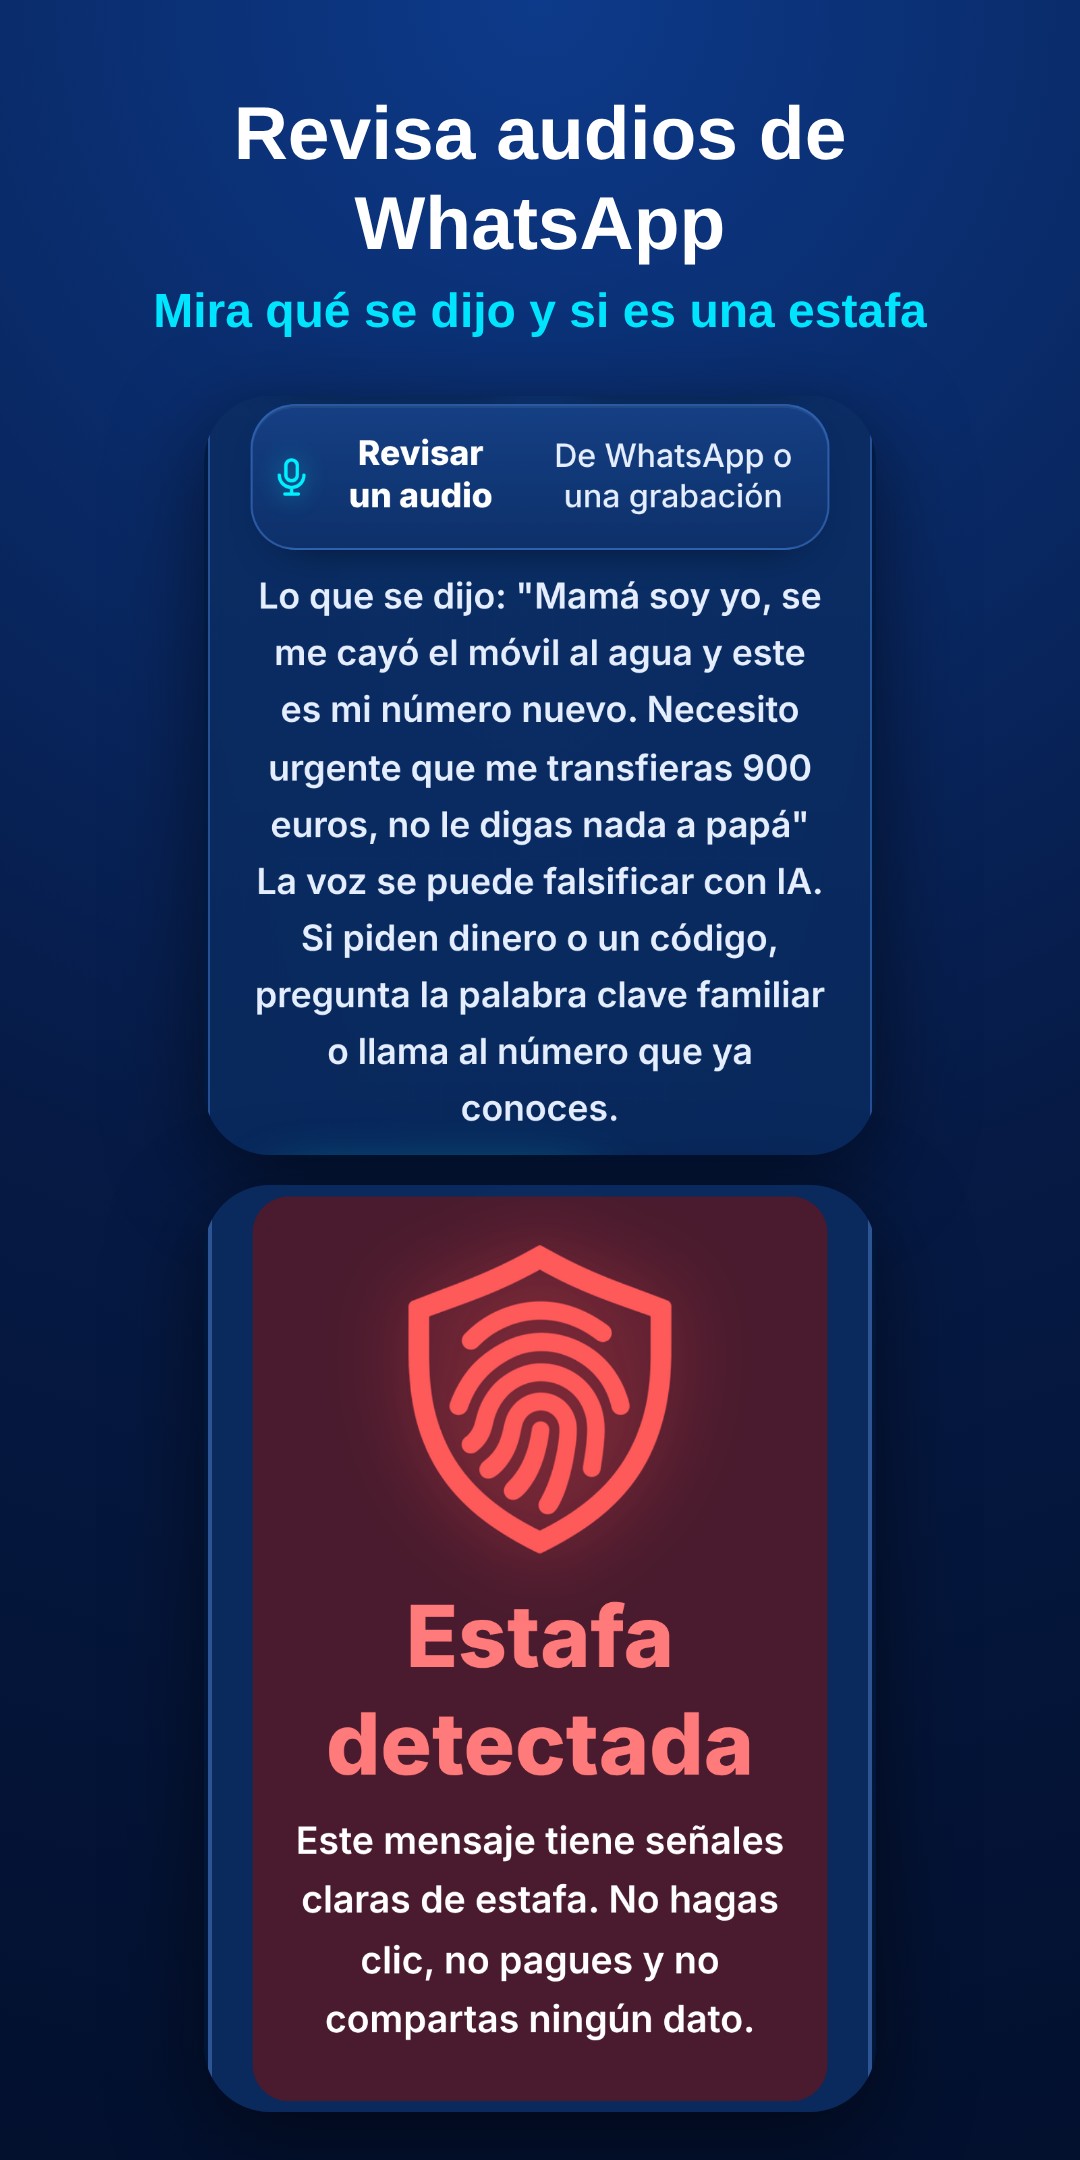 Revisa audios de
WhatsApp
Mira qué se dijo y si es una estafa
Revisar
un audio
De WhatsApp o
una grabación
Lo que se dijo: "Mamá soy yo, se
me cayó el móvil al agua y este
es mi número nuevo. Necesito
urgente que me transfieras 900
euros, no le digas nada a papá"
La voz se puede falsificar con IA.
Si piden dinero o un código,
pregunta la palabra clave familiar
o llama al número que ya
conoces.
Estafa
detectada
Este mensaje tiene señales
claras de estafa. No hagas
clic, no pagues y no
compartas ningún dato.